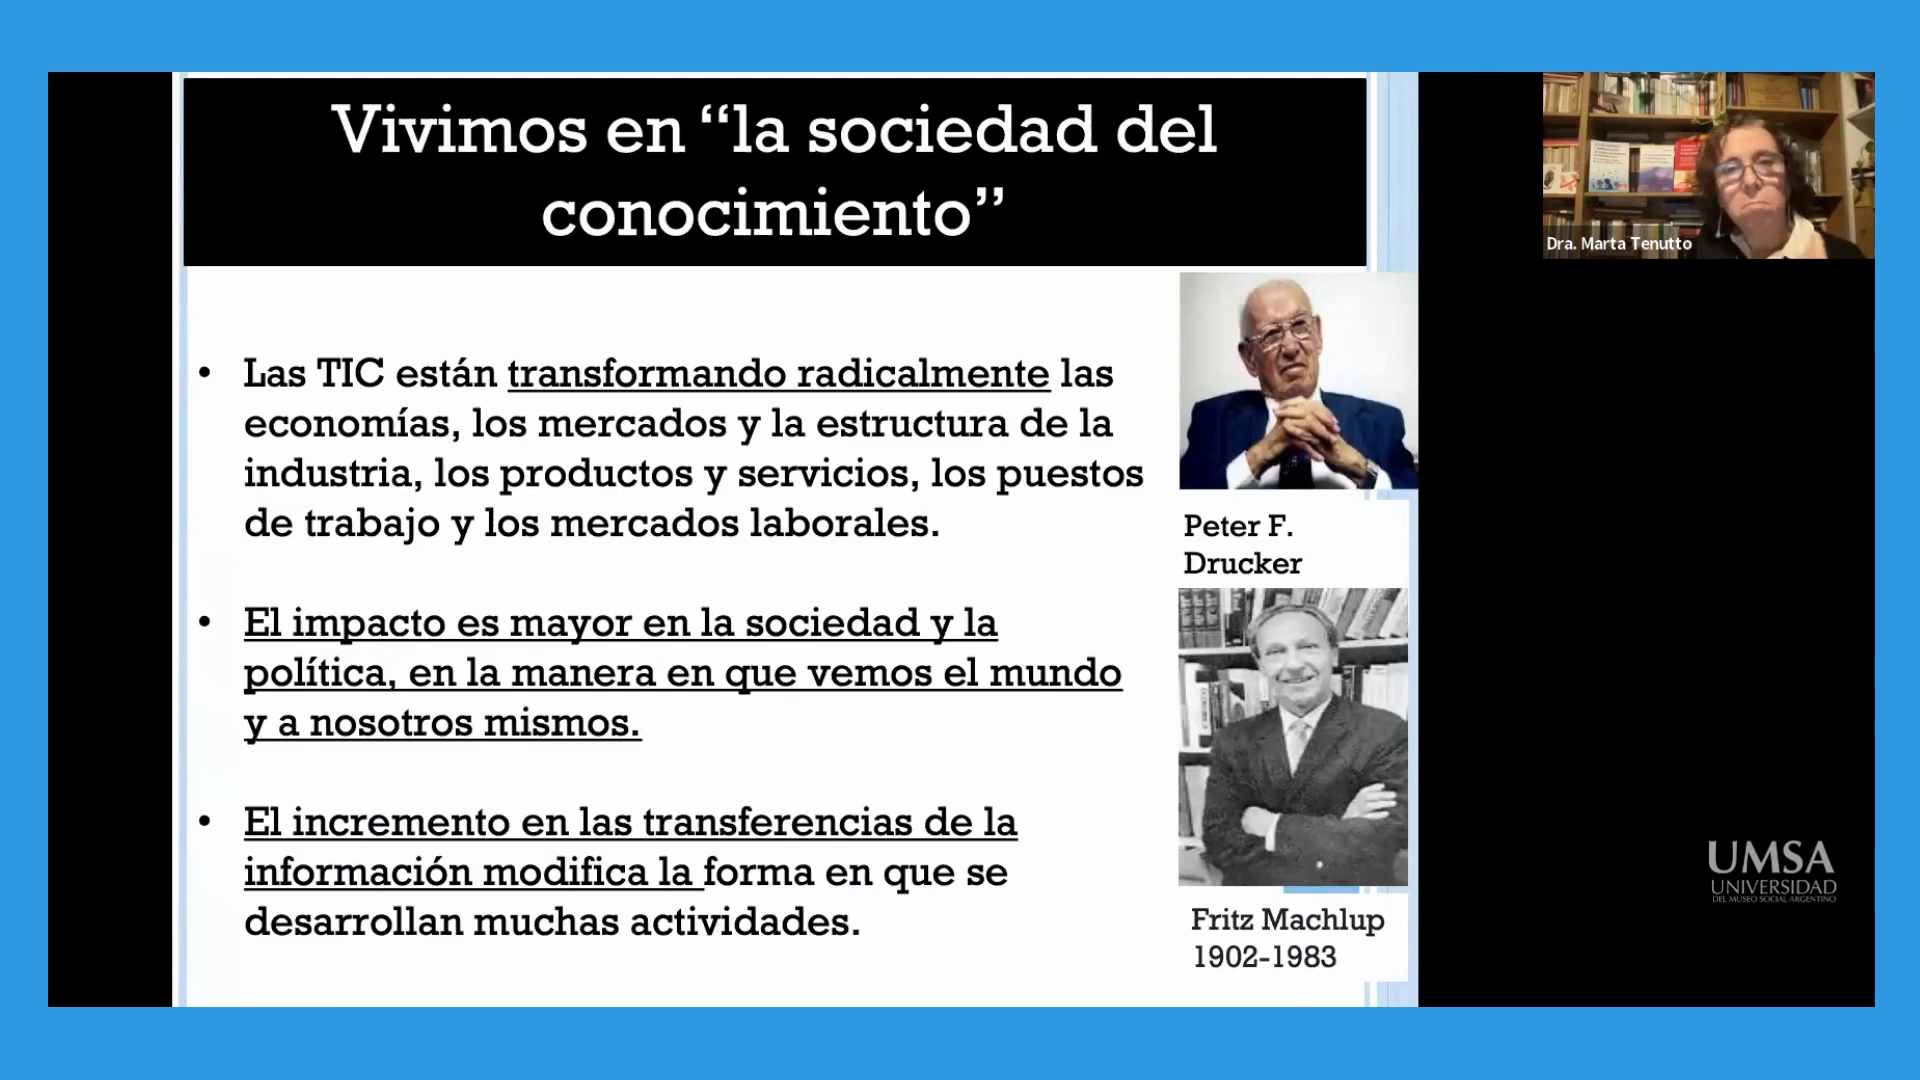 Vivimos en “la sociedad del
conocimiento”
Dra. Marta Tenutto
• Las TIC están transformando radicalmente las
economías, los mercados y la estructura de la
industria, los productos y servicios, los puestos
de trabajo y los mercados laborales.
• El impacto es mayor en la sociedad y la
política, en la manera en que vemos el mundo
y a nosotros mismos.
• El incremento en las transferencias de la
información modifica la forma en que se
desarrollan muchas actividades.
Peter F.
Drucker
Fritz Machlup
1902-1983
UMSA
UNIVERSIDAD
DEL MUSEO SOCIAL ARGENTINO